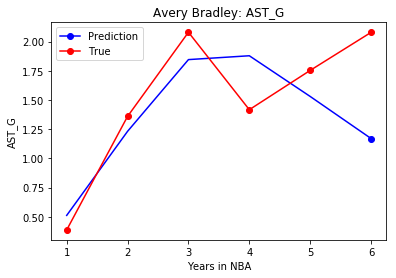 Avery Bradley: AST_G
Prediction
True
AST_G
2.00
1.75
1.50
1.25
1.00
0.75
0.50
1 2 3 4 5 6
Years in NBA